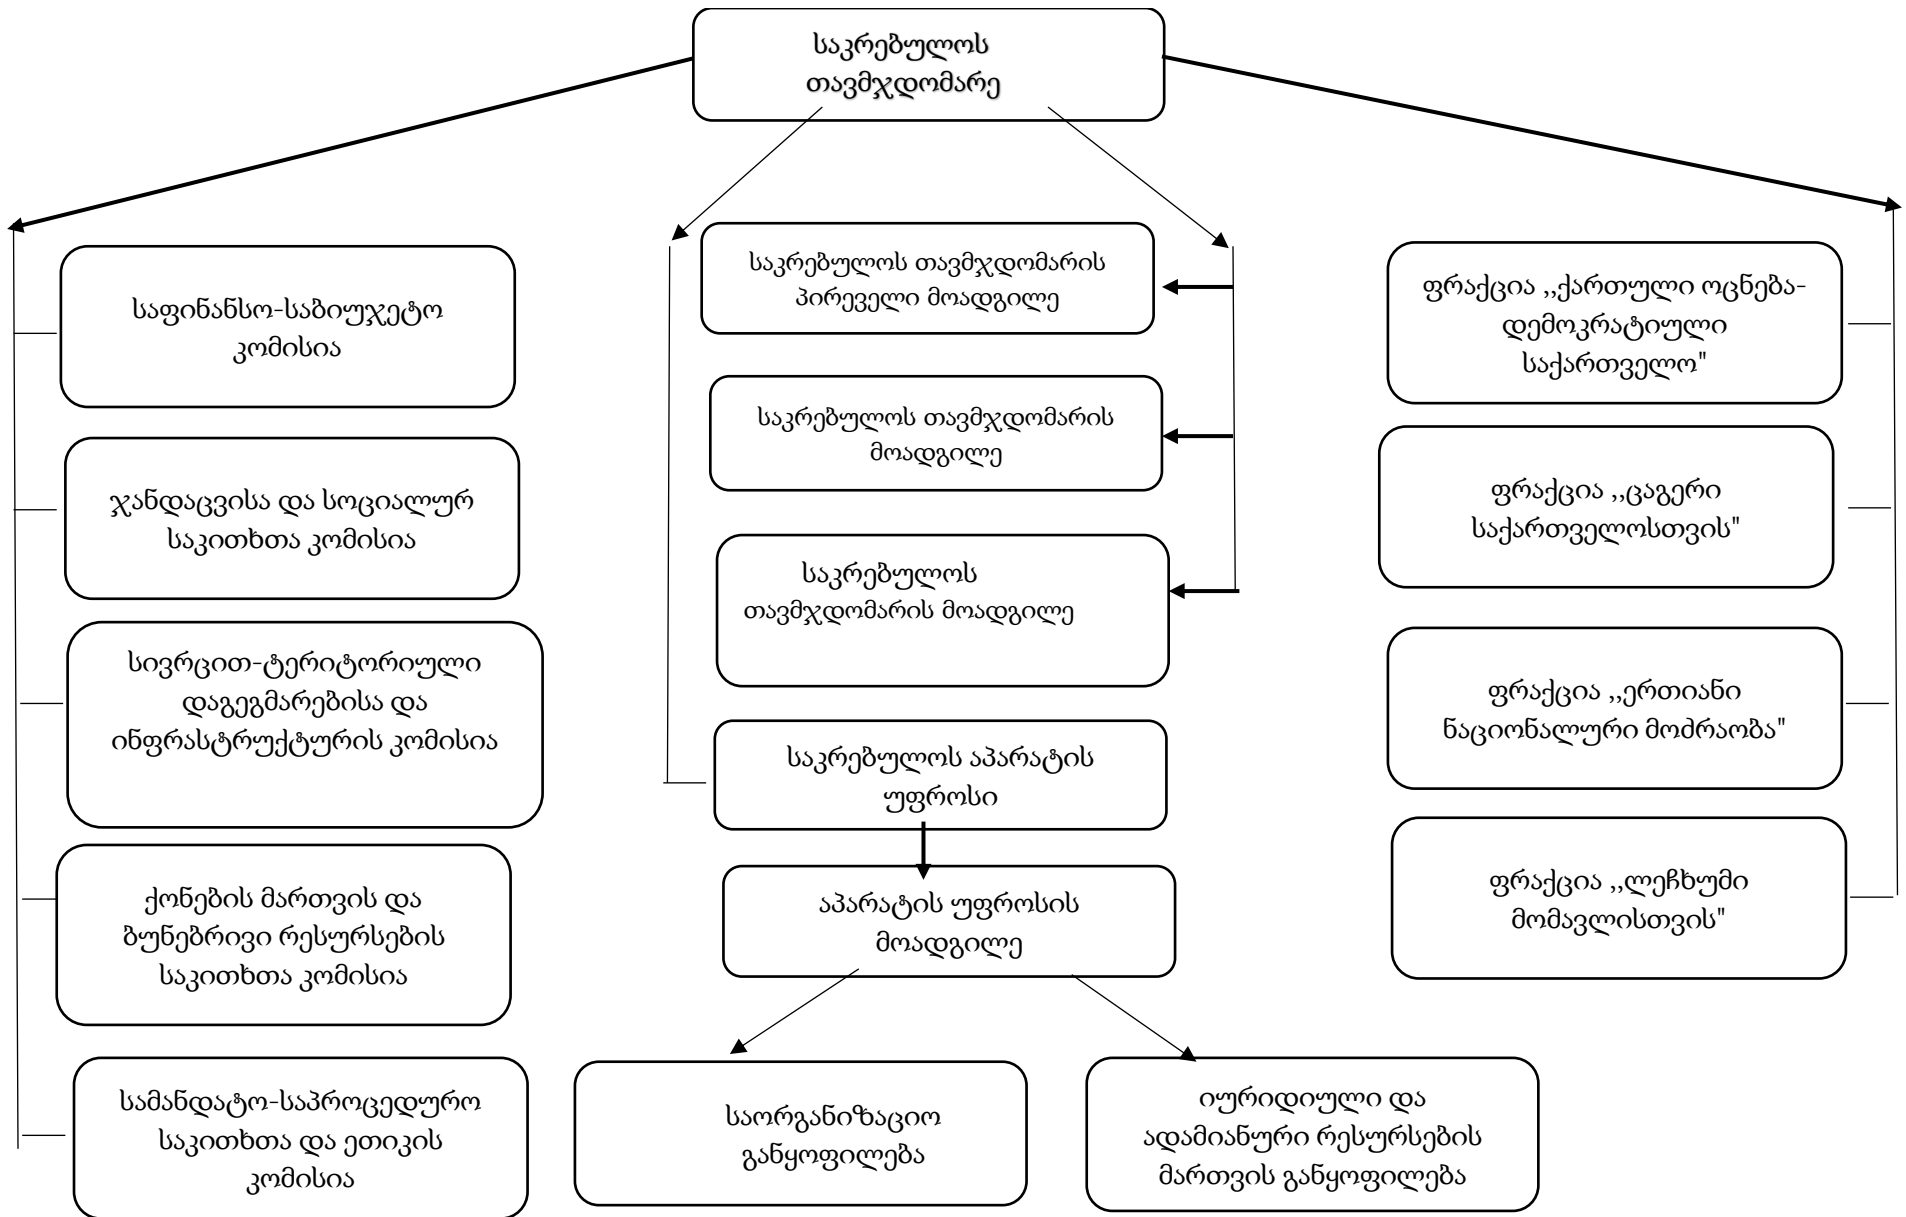 საკრებულოს
თავმჯდომარე
საფინანსო-საბიუჯეტო
კომისია
ჯანდაცვისა და სოციალურ
საკითხთა კომისია
სივრცით-ტერიტორიული
დაგეგმარებისა და
ინფრასტრუქტურის კომისია
ქონების მართვის და
ბუნებრივი რესურსების
საკითხთა კომისია
სამანდატო-საპროცედურო
საკითხთა და ეთიკის
კომისია
საკრებულოს თავმჯდომარის
პირეველი მოადგილე
საკრებულოს თავმჯდომარის
მოადგილე
საკრებულოს
თავმჯდომარის მოადგილე
საკრებულოს აპარატის
უფროსი
აპარატის უფროსის
მოადგილე
საორგანიზაციო
განყოფილება
იურიდიული და
ადამიანური რესურსების
მართვის განყოფილება
ფრაქცია ,,ქართული ოცნება-
დემოკრატიული
საქართველო"
ფრაქცია ,,ცაგერი
საქართველოსთვის"
ფრაქცია ,,ერთიანი
ნაციონალური მოძრაობა"
ფრაქცია ,,ლეჩხუმი
მომავლისთვის"